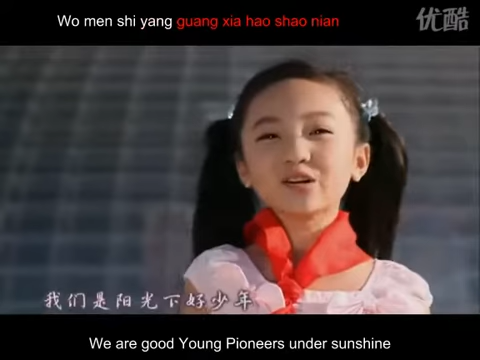 Wo men shi yang guang xia hao shao nian
优酷
我们是阳光下好少年
We are good Young Pioneers under sunshine